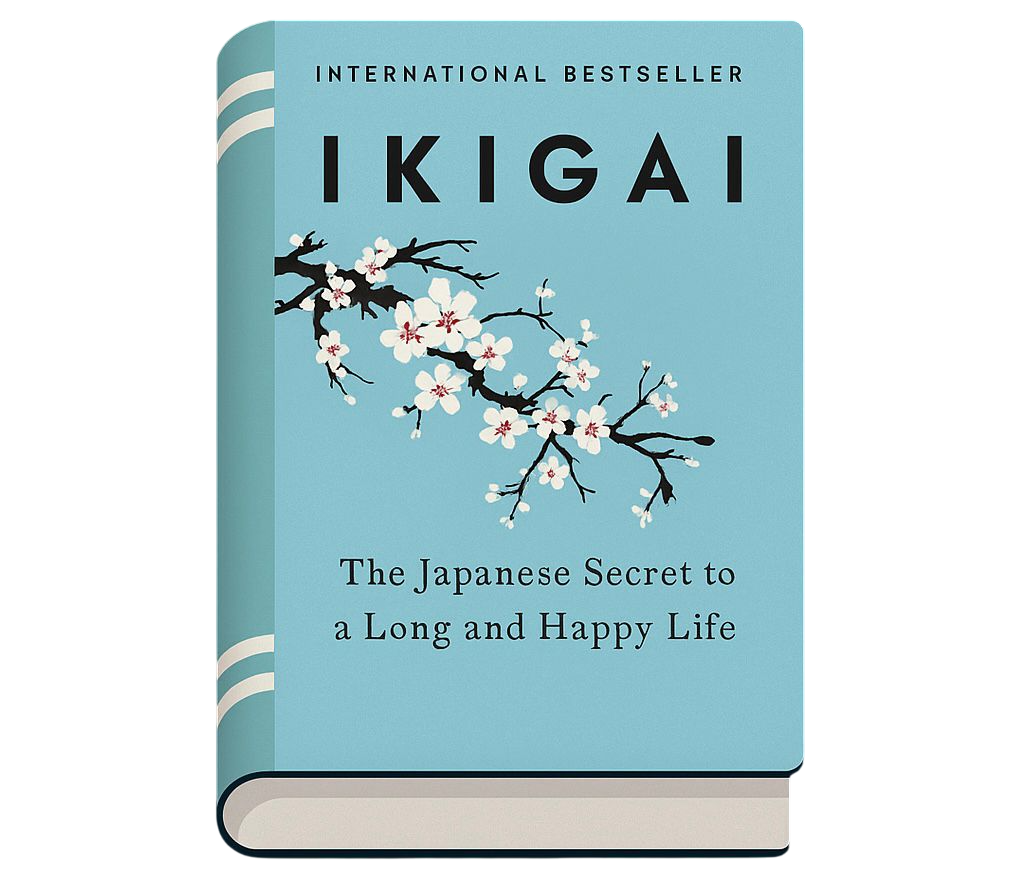 INTERNATIONAL BESTSELLER
IKIGAI
The Japanese Secret to
a Long and Happy Life